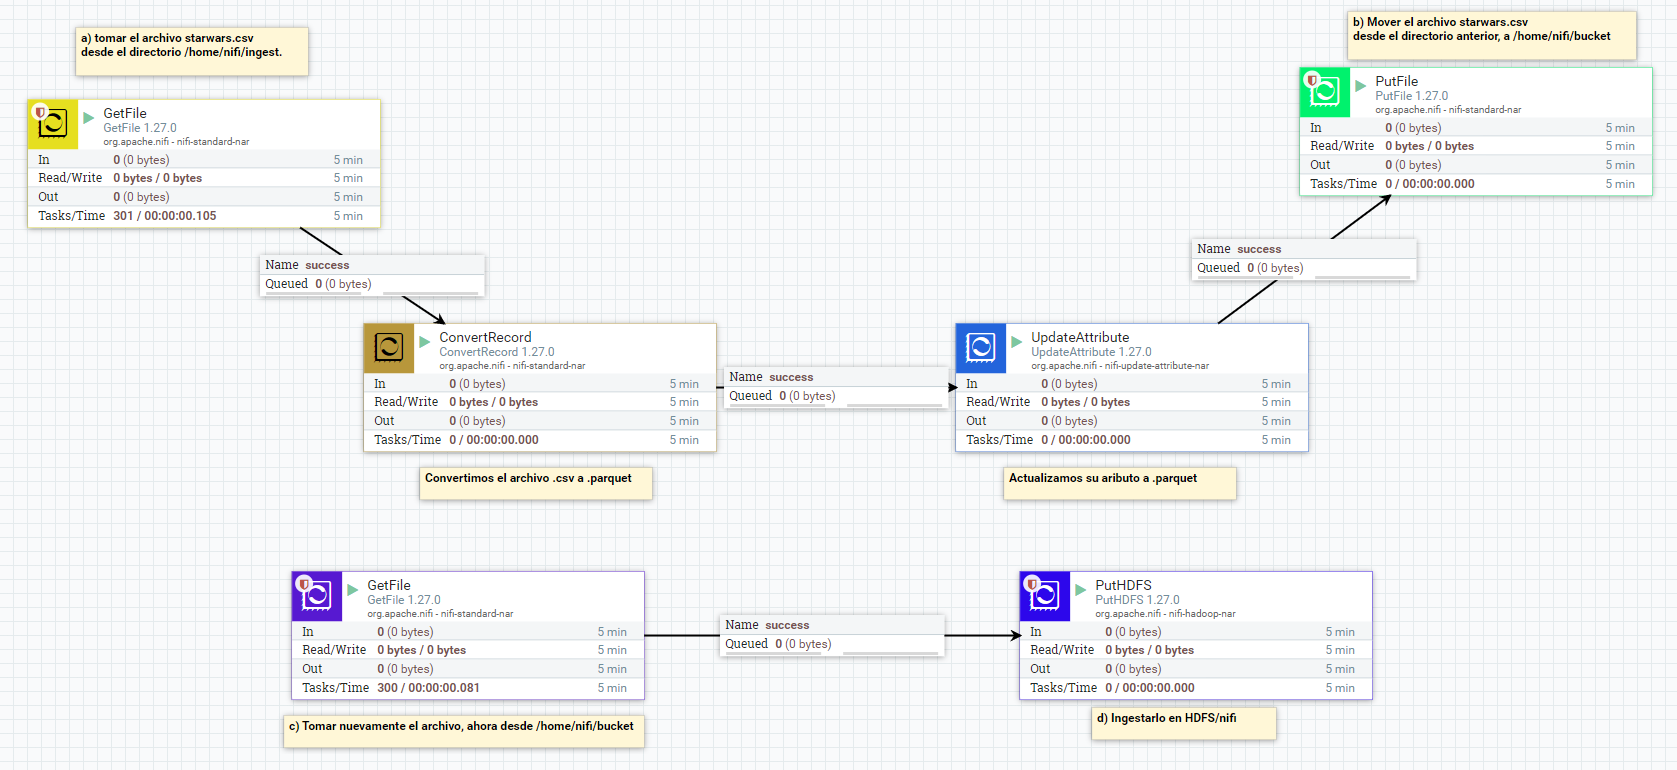 a) tomar el archivo starwars.csv
desde el directorio /home/nifi/ingest.
b) Mover el archivo starwars.csv
desde el directorio anterior, a /home/nifi/bucket
GetFile
GetFile 1.27.0
org.apache.nifi - nifi-standard-nar
In 0 (0 bytes) 5 min
Read/Write 0 bytes / 0 bytes 5 min
Out 0 (0 bytes) 5 min
Tasks/Time 301 / 00:00:00.105 5 min
PutFile
PutFile 1.27.0
org.apache.nifi - nifi-standard-nar
In 0 (0 bytes) 5 min
Read/Write 0 bytes / 0 bytes 5 min
Out 0 (0 bytes) 5 min
Tasks/Time 0 / 00:00:00.000 5 min
Name success
Queued 0 (0 bytes)
Name success
Queued 0 (0 bytes)
ConvertRecord
ConvertRecord 1.27.0
org.apache.nifi - nifi-standard-nar
In 0 (0 bytes) 5 min
Read/Write 0 bytes / 0 bytes 5 min
Out 0 (0 bytes) 5 min
Tasks/Time 0 / 00:00:00.000 5 min
Name success
Queued 0 (0 bytes)
UpdateAttribute
UpdateAttribute 1.27.0
org.apache.nifi - nifi-update-attribute-nar
In 0 (0 bytes) 5 min
Read/Write 0 bytes / 0 bytes 5 min
Out 0 (0 bytes) 5 min
Tasks/Time 0 / 00:00:00.000 5 min
Convertimos el archivo .csv a .parquet
Actualizamos su aributo a .parquet
GetFile
GetFile 1.27.0
org.apache.nifi - nifi-standard-nar
In 0 (0 bytes) 5 min
Read/Write 0 bytes / 0 bytes 5 min
Out 0 (0 bytes) 5 min
Tasks/Time 300 / 00:00:00.081 5 min
Name success
Queued 0 (0 bytes)
PutHDFS
PutHDFS 1.27.0
org.apache.nifi - nifi-hadoop-nar
In 0 (0 bytes) 5 min
Read/Write 0 bytes / 0 bytes 5 min
Out 0 (0 bytes) 5 min
Tasks/Time 0 / 00:00:00.000 5 min
c) Tomar nuevamente el archivo, ahora desde /home/nifi/bucket
d) Ingestarlo en HDFS/nifi